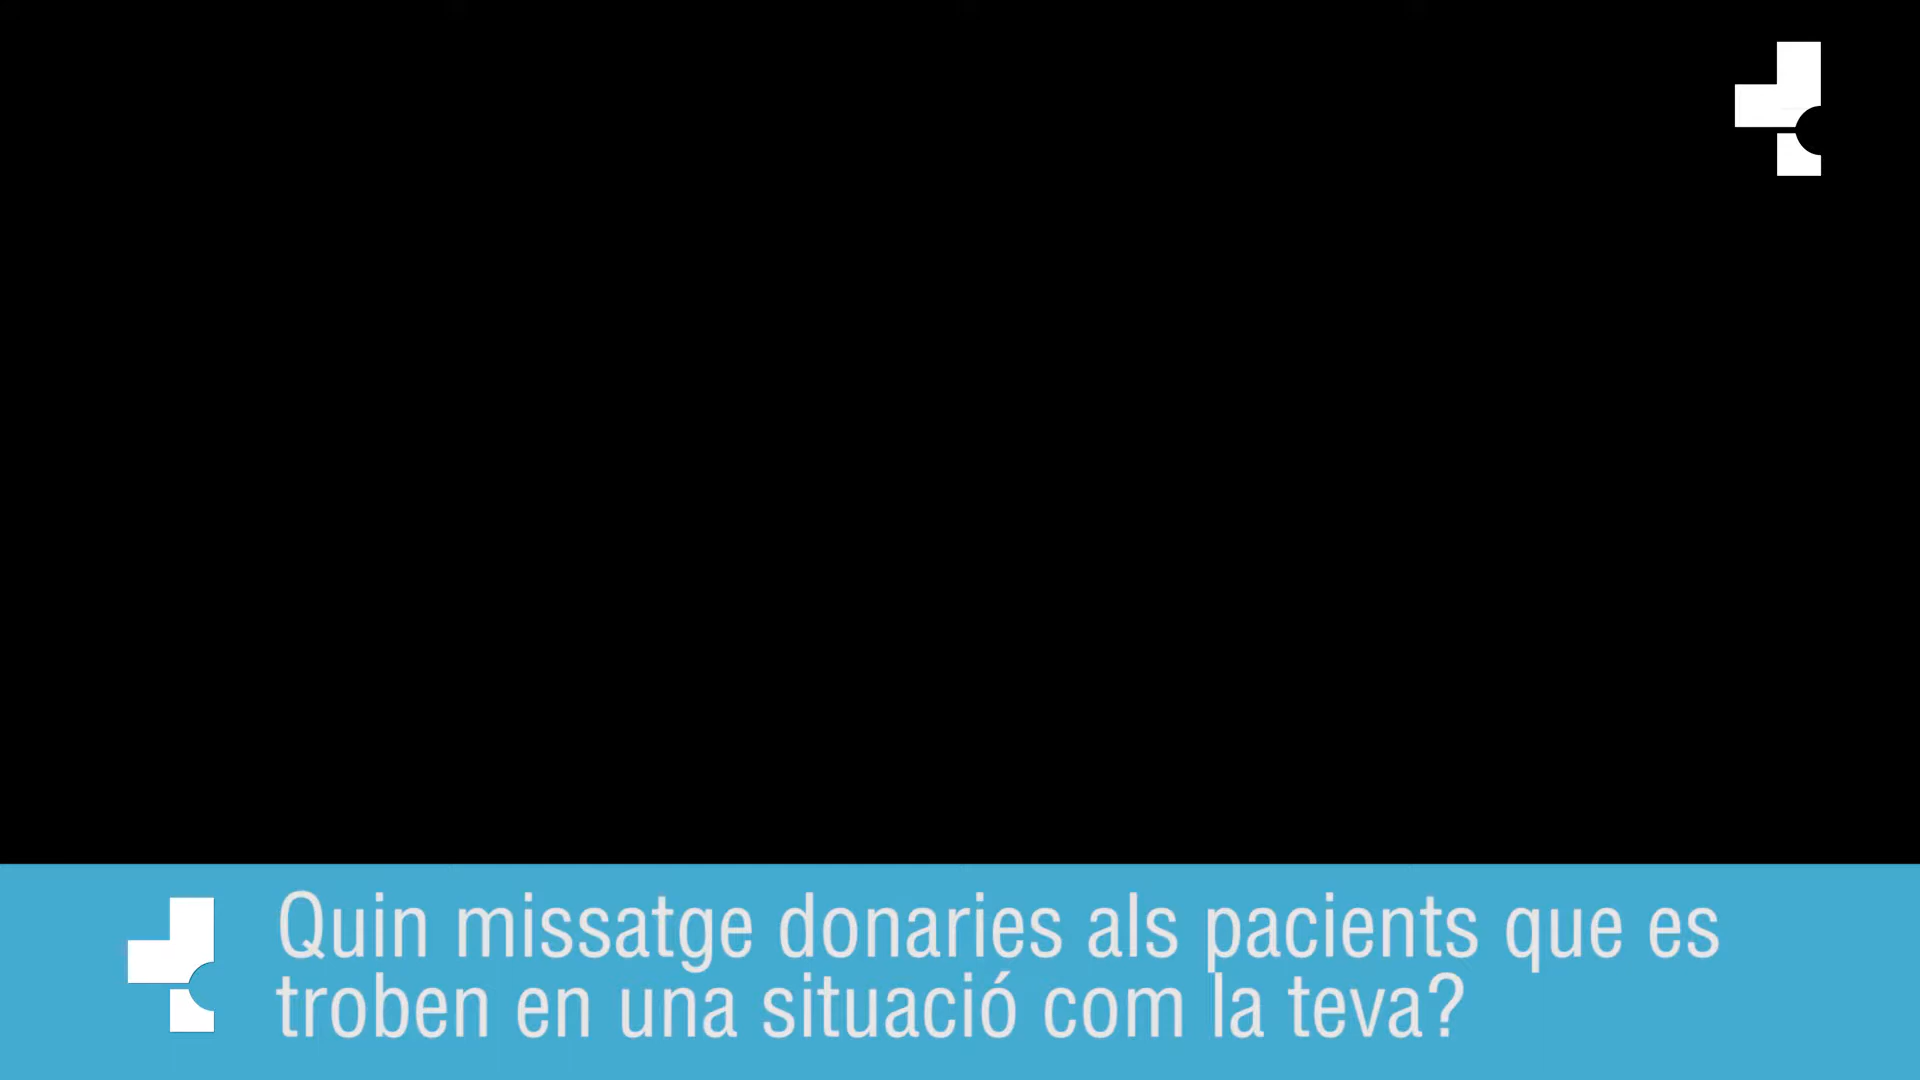 Quin missatge donaries als pacients que es
troben en una situació com la teva?